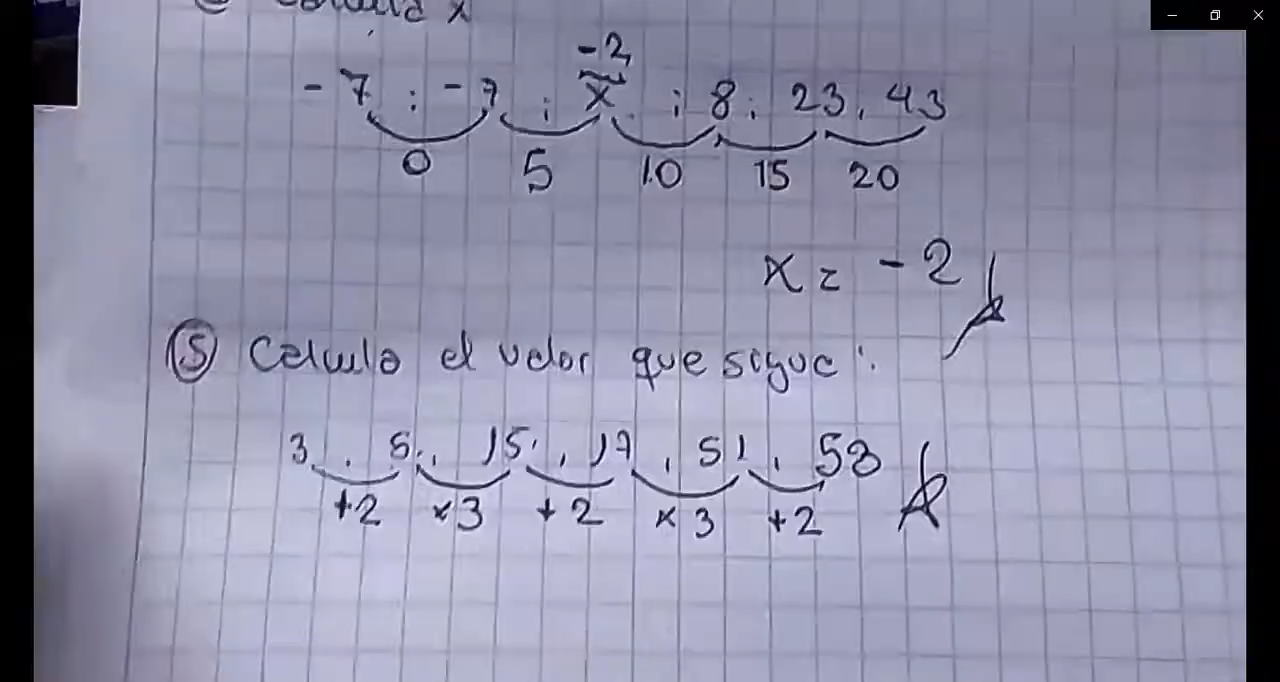 Calcula x
-2
- 7 ; - 7 ; x ; 8 ; 23 , 43
0 5 10 15 20
x = - 2
5 Calcula el valor que sigue :
3 , 5 , 15 , 17 , 51 , 53
+2 x3 +2 x3 +2